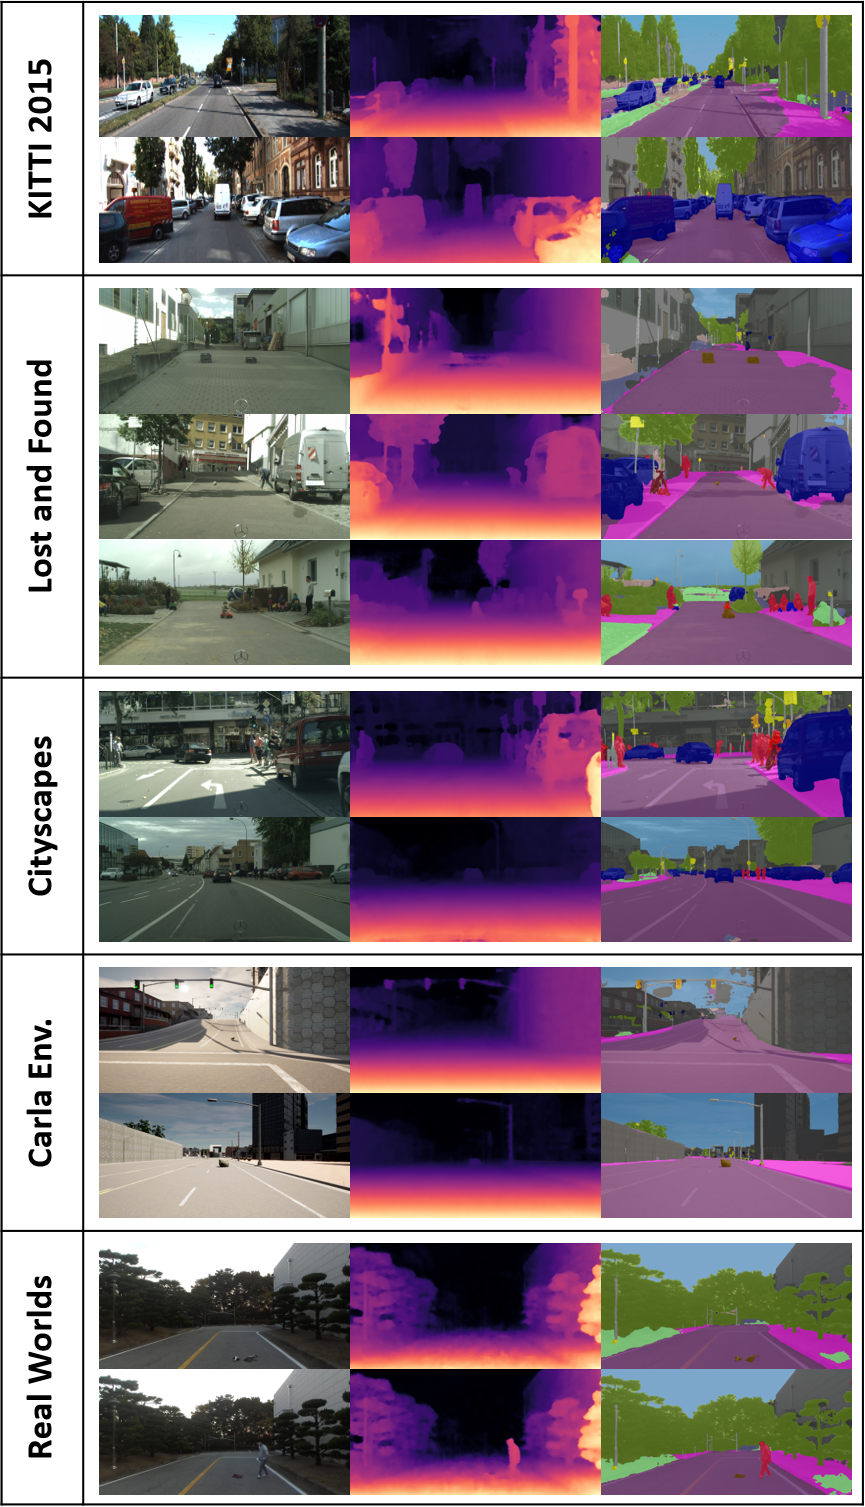 KITTI 2015
Lost and Found
Cityscapes
Carla Env.
Real Worlds